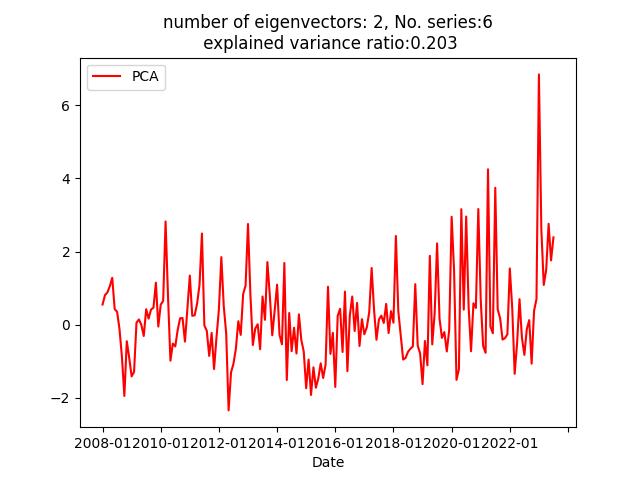 number of eigenvectors: 2, No. series:6
explained variance ratio:0.203
PCA
6
4
2
0
−2
2008-012010-012012-012014-012016-012018-012020-012022-01
Date